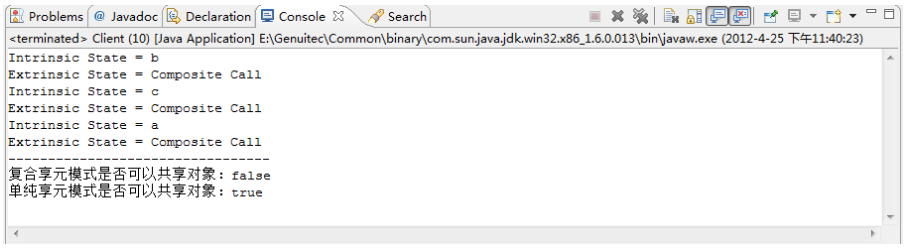 Problems @ Javadoc Declaration Console Search
<terminated> Client (10) [Java Application] E:\Genuitec\Common\binary\com.sun.java.jdk.win32.x86_1.6.0.013\bin\javaw.exe (2012-4-25 下午11:40:23)
Intrinsic State = b
Extrinsic State = Composite Call
Intrinsic State = c
Extrinsic State = Composite Call
Intrinsic State = a
Extrinsic State = Composite Call
---------------------------------
复合享元模式是否可以共享对象：false
单纯享元模式是否可以共享对象：true